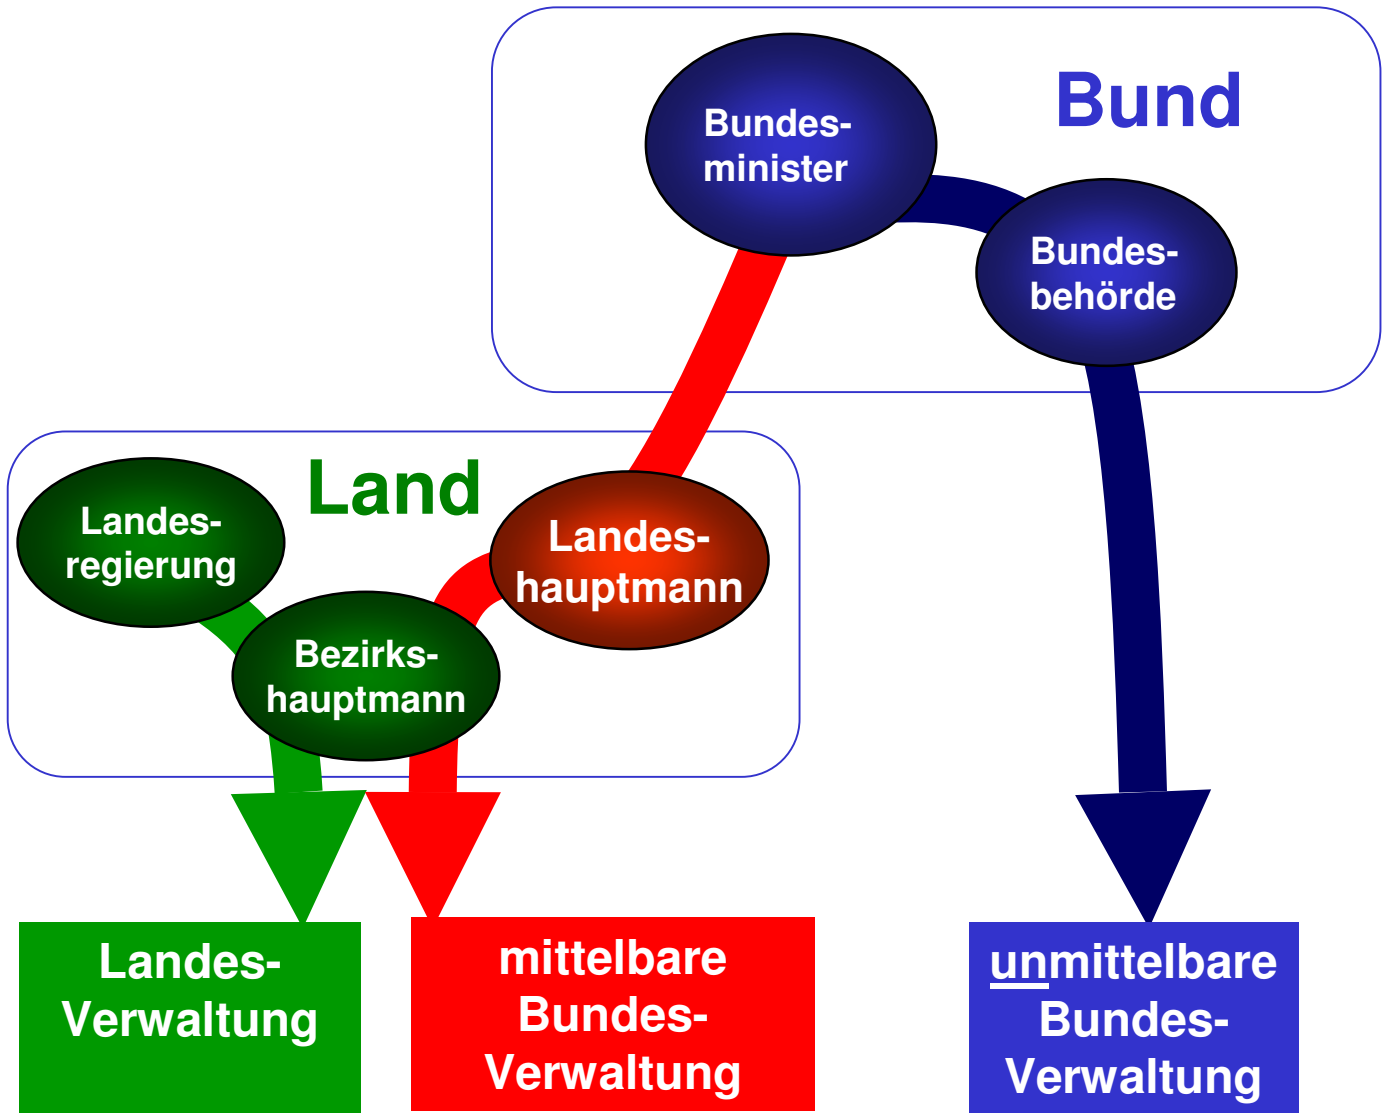 Bund
Bundes-
minister
Bundes-
behörde
Land
Landes-
regierung
Landes-
hauptmann
Bezirks-
hauptmann
Landes-
Verwaltung
mittelbare
Bundes-
Verwaltung
unmittelbare
Bundes-
Verwaltung